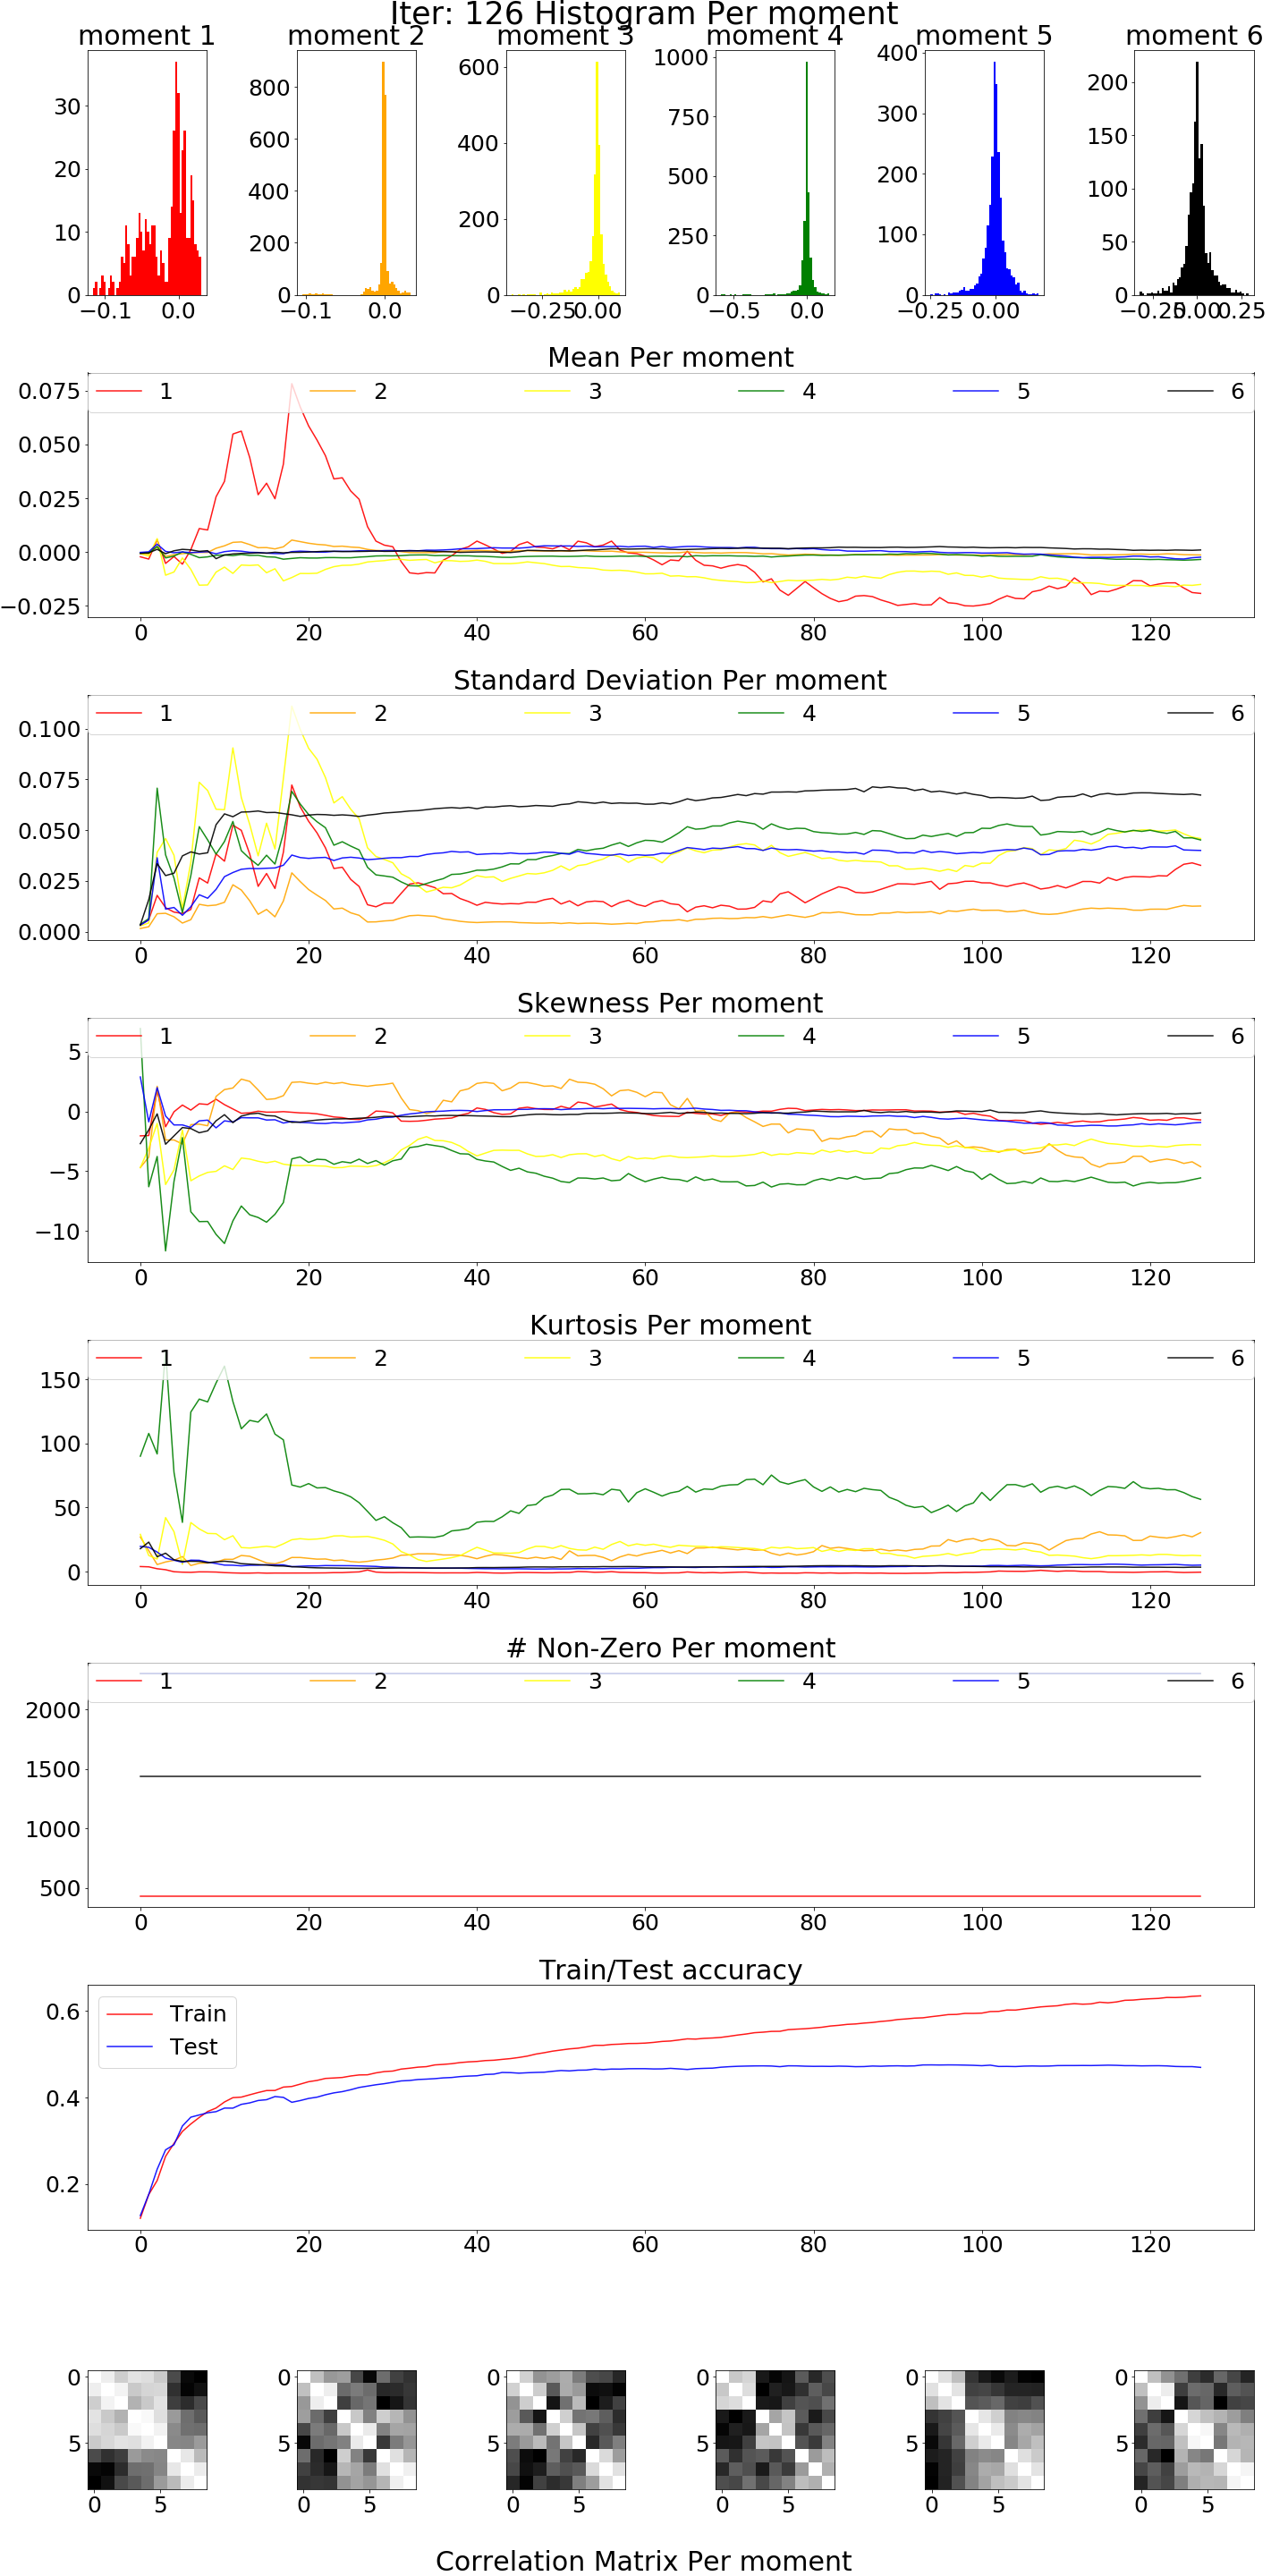 Iter: 126 Histogram Per moment
moment 1 moment 2 moment 3 moment 4 moment 5 moment 6
30 20 10 0 −0.1 0.0
800 600 400 200 0 −0.1 0.0
600 400 200 0 −0.25 0.00
1000 750 500 250 0 −0.5 0.0
400 300 200 100 0 −0.25 0.00
200 150 100 50 0 −0.25 0.00 0.25
Mean Per moment
1 2 3 4 5 6
0.075
0.050
0.025
0.000
−0.025
0 20 40 60 80 100 120
Standard Deviation Per moment
1 2 3 4 5 6
0.100
0.075
0.050
0.025
0.000
0 20 40 60 80 100 120
Skewness Per moment
1 2 3 4 5 6
5
0
−5
−10
0 20 40 60 80 100 120
Kurtosis Per moment
1 2 3 4 5 6
150
100
50
0
0 20 40 60 80 100 120
# Non-Zero Per moment
1 2 3 4 5 6
2000
1500
1000
500
0 20 40 60 80 100 120
Train/Test accuracy
Train
Test
0.6
0.4
0.2
0 20 40 60 80 100 120
0 0 0 0 0 0
5 5 5 5 5 5
0 5 0 5 0 5 0 5 0 5 0 5
Correlation Matrix Per moment